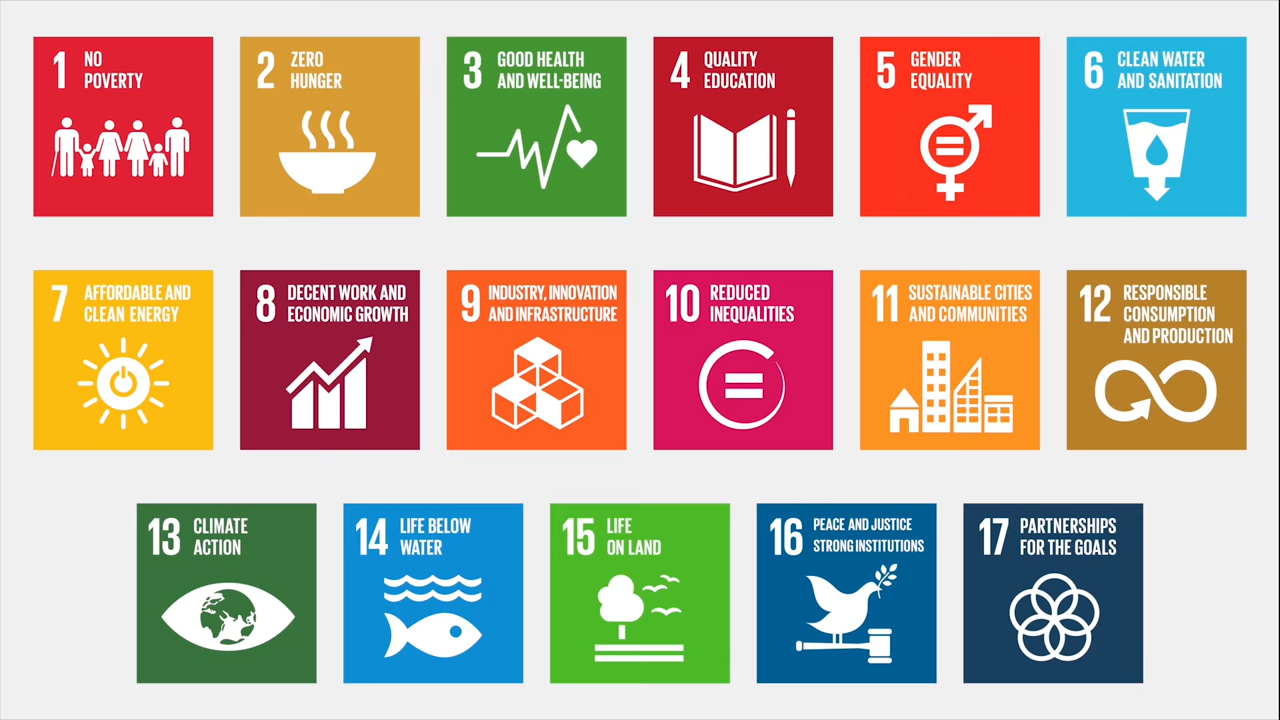 1 NO
POVERTY
2 ZERO
HUNGER
3 GOOD HEALTH
AND WELL-BEING
4 QUALITY
EDUCATION
5 GENDER
EQUALITY
6 CLEAN WATER
AND SANITATION
7 AFFORDABLE AND
CLEAN ENERGY
8 DECENT WORK AND
ECONOMIC GROWTH
9 INDUSTRY, INNOVATION
AND INFRASTRUCTURE
10 REDUCED
INEQUALITIES
11 SUSTAINABLE CITIES
AND COMMUNITIES
12 RESPONSIBLE
CONSUMPTION
AND PRODUCTION
13 CLIMATE
ACTION
14 LIFE BELOW
WATER
15 LIFE
ON LAND
16 PEACE AND JUSTICE
STRONG INSTITUTIONS
17 PARTNERSHIPS
FOR THE GOALS